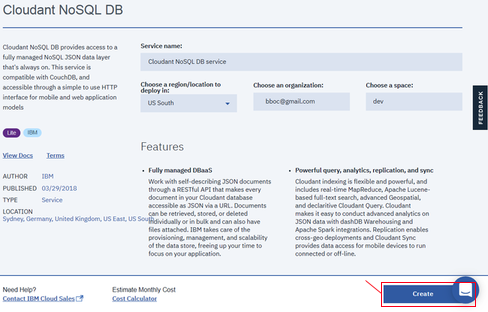 Cloudant NoSQL DB
Cloudant NoSQL DB provides access to a
fully managed NoSQL JSON data layer
that's always on. This service is
compatible with CouchDB, and
accessible through a simple to use HTTP
interface for mobile and web application
models
Lite
IBM
View Docs
Terms
AUTHOR IBM
PUBLISHED 03/29/2018
TYPE Service
LOCATION
Sydney, Germany, United Kingdom, US East, US South
Service name:
Cloudant NoSQL DB service
Choose a region/location to
deploy in:
US South
Choose an organization:
bboc@gmail.com
Choose a space:
dev
Features
• Fully managed DBaaS
Work with self-describing JSON documents
through a RESTful API that makes every
document in your Cloudant database
accessible as JSON via a URL. Documents
can be retrieved, stored, or deleted
individually or in bulk and can also have
files attached. IBM takes care of the
provisioning, management, and scalability
of the data store, freeing up your time to
focus on your application.
• Powerful query, analytics, replication, and sync
Cloudant indexing is flexible and powerful, and
includes real-time MapReduce, Apache Lucene-
based full-text search, advanced Geospatial,
and declaritive Cloudant Query. Cloudant
makes it easy to conduct advanced analytics on
JSON data with dashDB Warehousing and
Apache Spark integrations. Replication enables
cross-geo deployments and Cloudant Sync
provides data access for mobile devices to run
connected or off-line.
FEEDBACK
Need Help?
Contact IBM Cloud Sales
Estimate Monthly Cost
Cost Calculator
Create